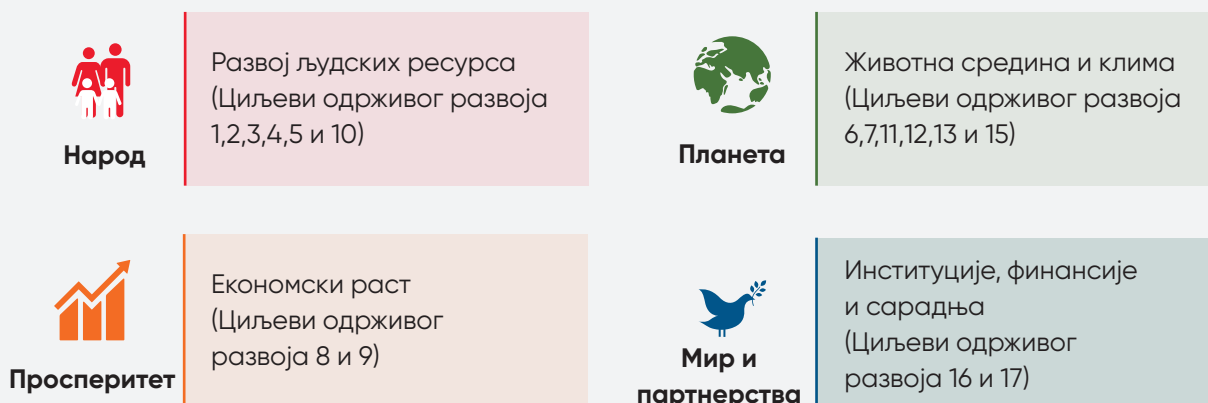 Развој људских ресурса
(Циљеви одрживог развоја
1,2,3,4,5 и 10)
Народ
Животна средина и клима
(Циљеви одрживог развоја
6,7,11,12,13 и 15)
Планета
Економски раст
(Циљеви одрживог
развоја 8 и 9)
Просперитет
Институције, финансије
и сарадња
(Циљеви одрживог
развоја 16 и 17)
Мир и
партнерства